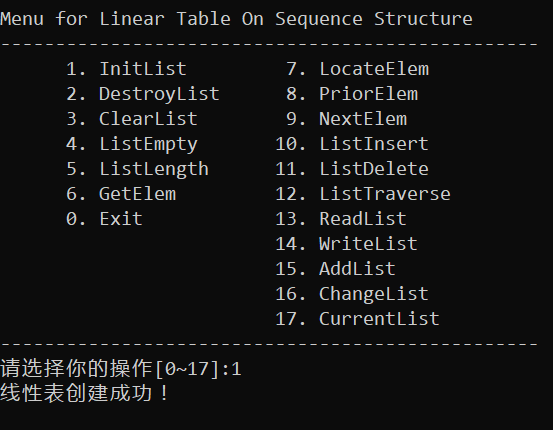 Menu for Linear Table On Sequence Structure
-------------------------------------------------
1. InitList 7. LocateElem
2. DestroyList 8. PriorElem
3. ClearList 9. NextElem
4. ListEmpty 10. ListInsert
5. ListLength 11. ListDelete
6. GetElem 12. ListTraverse
0. Exit 13. ReadList
14. WriteList
15. AddList
16. ChangeList
17. CurrentList
-------------------------------------------------
请选择你的操作[0~17]:1
线性表创建成功！